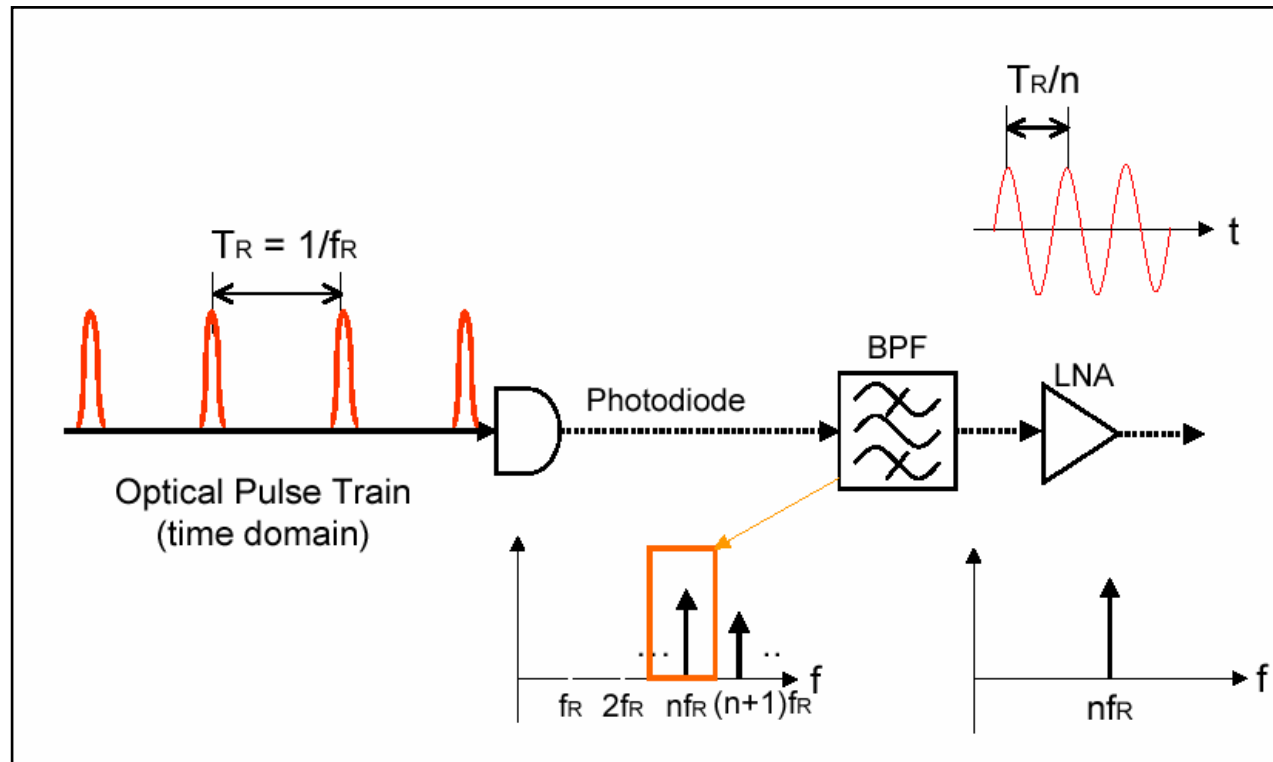 TR/n
t
TR = 1/fR
BPF
LNA
Photodiode
Optical Pulse Train
(time domain)
... ..
f
f
fR 2fR nfR (n+1)fR
nfR